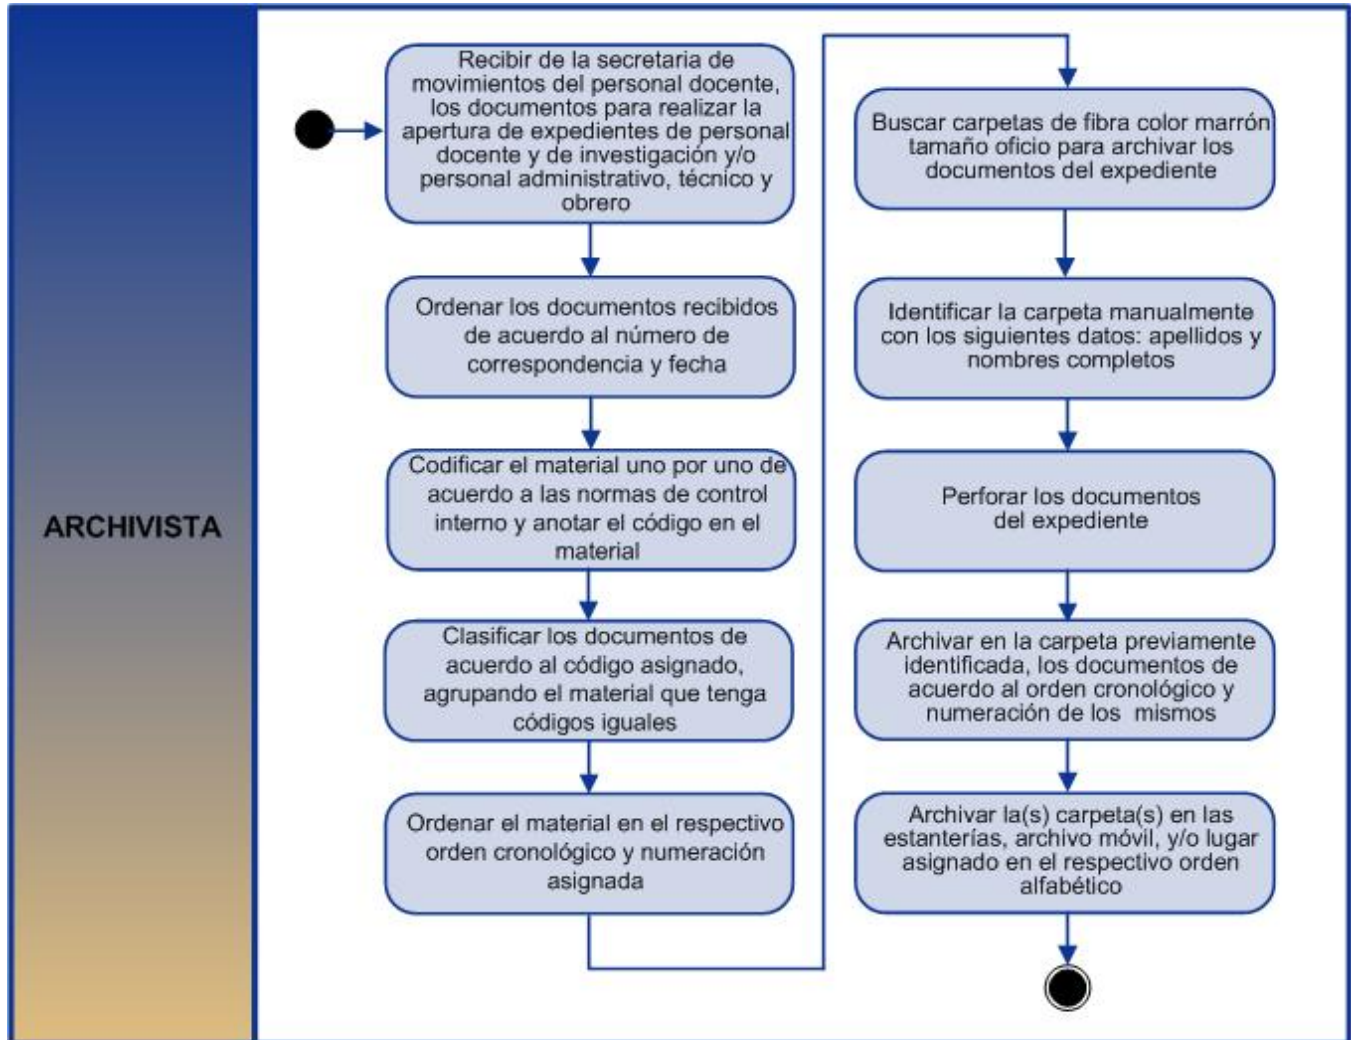 ARCHIVISTA
Recibir de la secretaria de
movimientos del personal docente,
los documentos para realizar la
apertura de expedientes de personal
docente y de investigación y/o
personal administrativo, técnico y
obrero
Ordenar los documentos recibidos
de acuerdo al número de
correspondencia y fecha
Codificar el material uno por uno de
acuerdo a las normas de control
interno y anotar el código en el
material
Clasificar los documentos de
acuerdo al código asignado,
agrupando el material que tenga
códigos iguales
Ordenar el material en el respectivo
orden cronológico y numeración
asignada
Buscar carpetas de fibra color marrón
tamaño oficio para archivar los
documentos del expediente
Identificar la carpeta manualmente
con los siguientes datos: apellidos y
nombres completos
Perforar los documentos
del expediente
Archivar en la carpeta previamente
identificada, los documentos de
acuerdo al orden cronológico y
numeración de los mismos
Archivar la(s) carpeta(s) en las
estanterías, archivo móvil, y/o lugar
asignado en el respectivo orden
alfabético